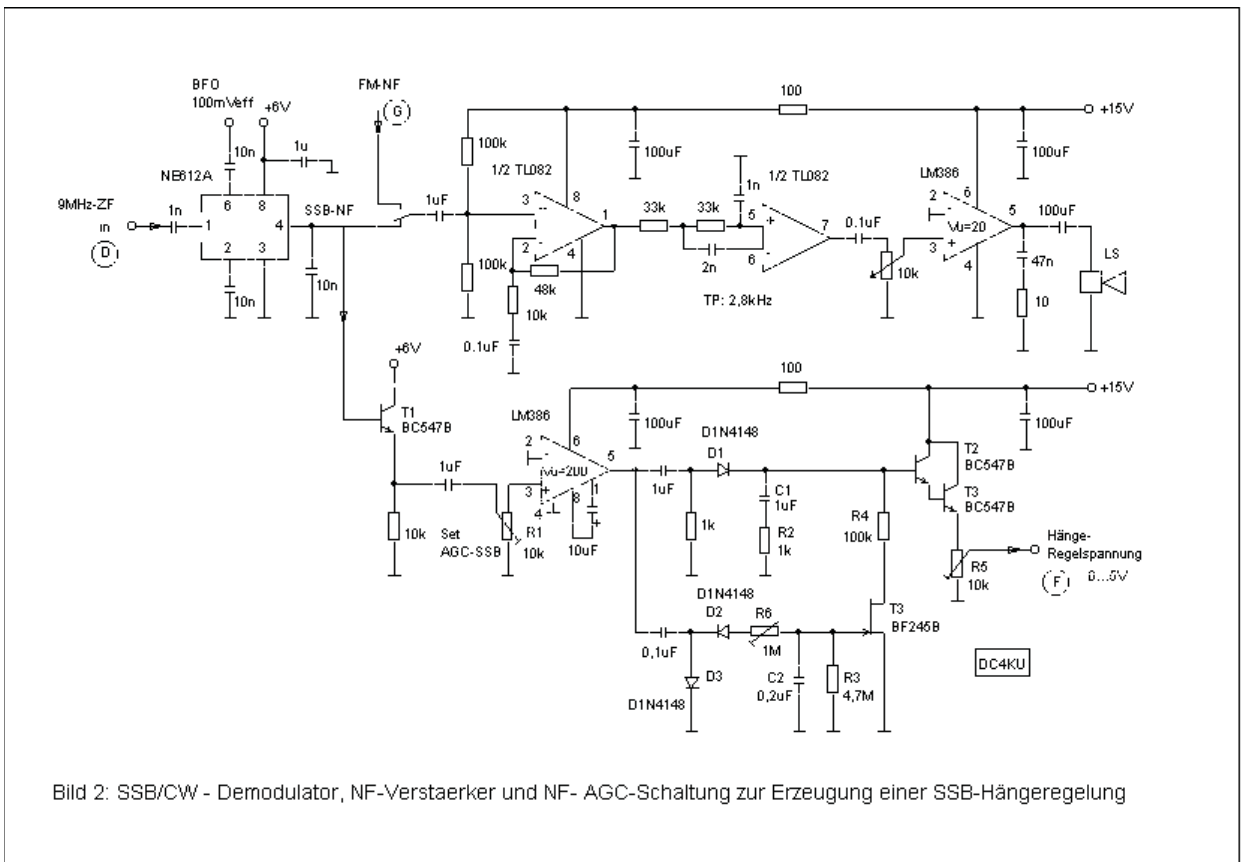 BFO
100mVeff
+6V
FM-NF
G
100
+15V
10n
1u
NE612A
100k
1/2 TL082
100uF
1n
1/2 TL082
LM386
100uF
9MHz-ZF
in
D
1n
6
8
1
4
2
3
SSB-NF
1uF
3
8
1
2
4
33k
33k
5
7
6
2n
0.1uF
10k
2
6
Vu=20
5
3
4
100uF
47n
LS
10
10n
10n
100k
48k
10k
0.1uF
TP: 2,8kHz
+6V
100
+15V
T1
BC547B
LM386
100uF
D1N4148
D1
100uF
T2
BC547B
1uF
2
6
5
Vu=200
3
1
8
4
1uF
C1
1uF
T3
BC547B
10k
Set
AGC-SSB
R1
10k
10uF
1k
R2
1k
R4
100k
R5
10k
Hänge-
Regelspannung
F
0...5V
D1N4148
D2
R6
1M
T3
BF245B
0,1uF
D3
D1N4148
C2
0,2uF
R3
4,7M
DC4KU
Bild 2: SSB/CW - Demodulator, NF-Verstaerker und NF- AGC-Schaltung zur Erzeugung einer SSB-Hängeregelung